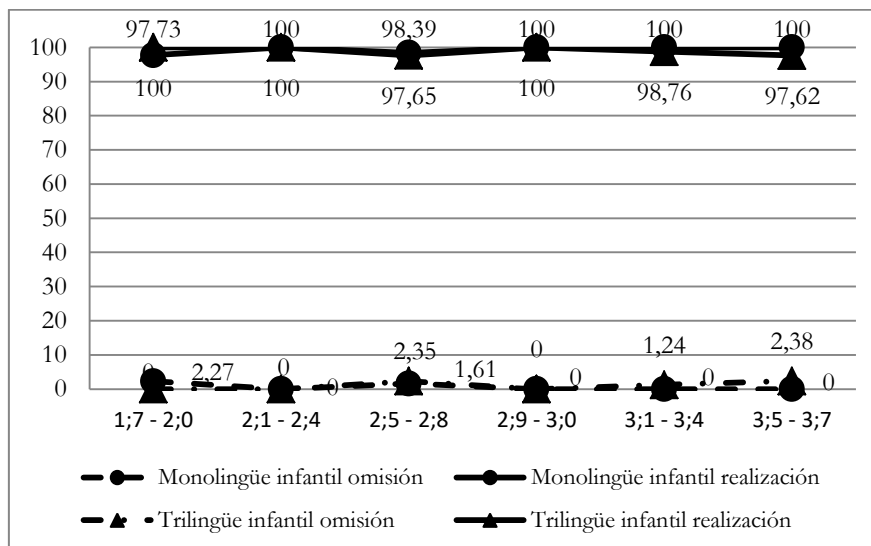 97,73 100 98,39 100 100 100
100
100 100 97,65 100 98,76 97,62
90
80
70
60
50
40
30
20
10
0 2,27 0 0 2,35 1,61 0 0 1,24 0 2,38 0
0
1;7 - 2;0 2;1 - 2;4 2;5 - 2;8 2;9 - 3;0 3;1 - 3;4 3;5 - 3;7
Monolingüe infantil omisión Monolingüe infantil realización
Trilingüe infantil omisión Trilingüe infantil realización